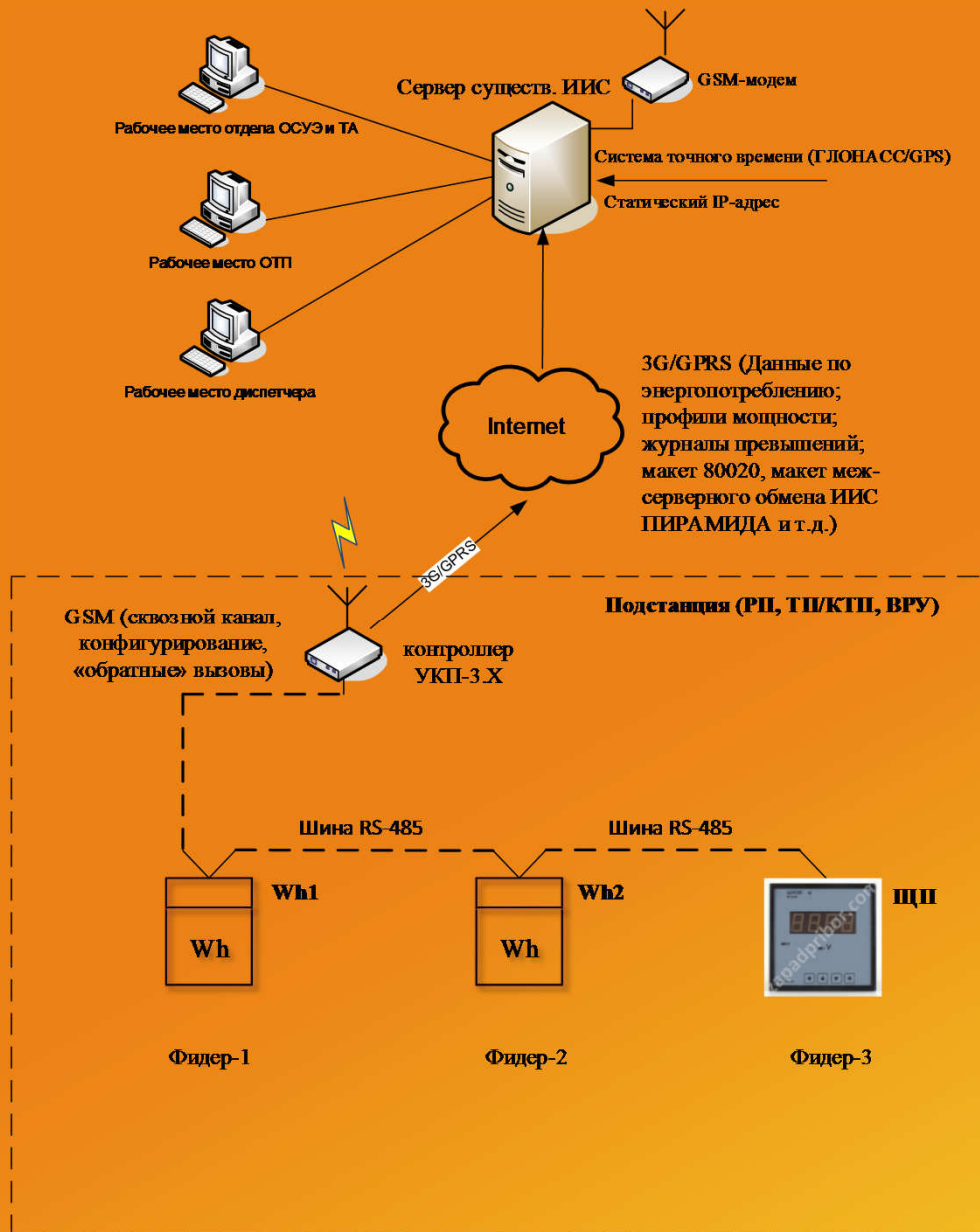 Сервер существ. ИИС
GSM-модем
Рабочее место отдела ОСУЭ и ТА
Система точного времени (ГЛОНАСС/GPS)
Статический IP-адрес
Рабочее место ОТП
Рабочее место диспетчера
Internet
3G/GPRS (Данные по
энергопотреблению;
профили мощности;
журналы превышений;
макет 80020, макет меж-
серверного обмена ИИС
ПИРАМИДА и т.д.)
3G/GPRS
Подстанция (РП, ТП/КТП, ВРУ)
GSM (сквозной канал,
конфигурирование,
«обратные» вызовы)
контроллер
УКП-3.X
Шина RS-485
Шина RS-485
Wh1
Wh
Wh2
Wh
ЩП
zapadpribor.com
Фидер-1
Фидер-2
Фидер-3